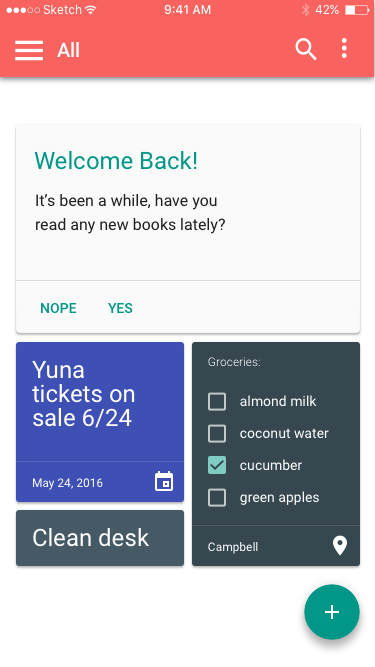 Sketch 9:41 AM 42%
All
Welcome Back!
It’s been a while, have you
read any new books lately?
NOPE YES
Yuna
tickets on
sale 6/24
May 24, 2016
Clean desk
Groceries:
almond milk
coconut water
cucumber
green apples
Campbell